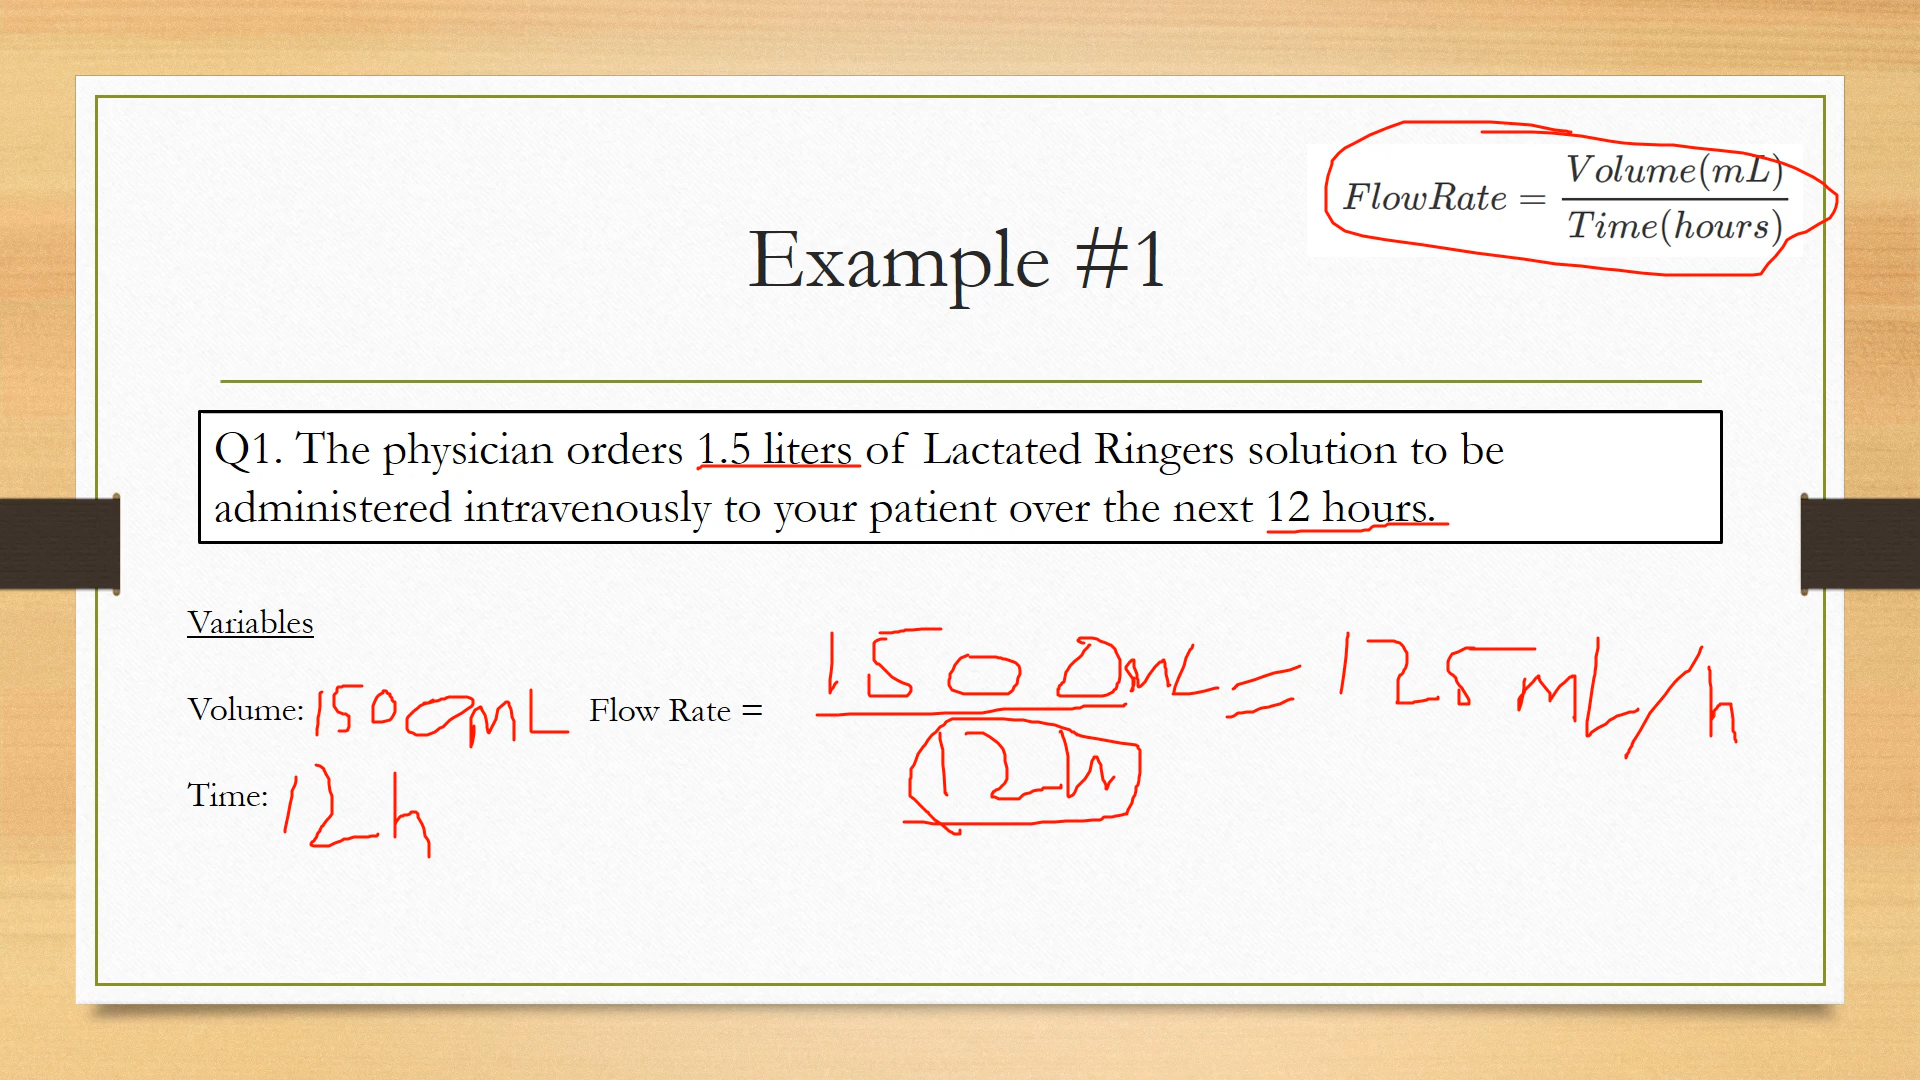 FlowRate = Volume(mL) / Time(hours)
Example #1
Q1. The physician orders 1.5 liters of Lactated Ringers solution to be
administered intravenously to your patient over the next 12 hours.
Variables
Volume: 1500mL
Flow Rate = 1500mL / 12h = 125mL/h
Time: 12h